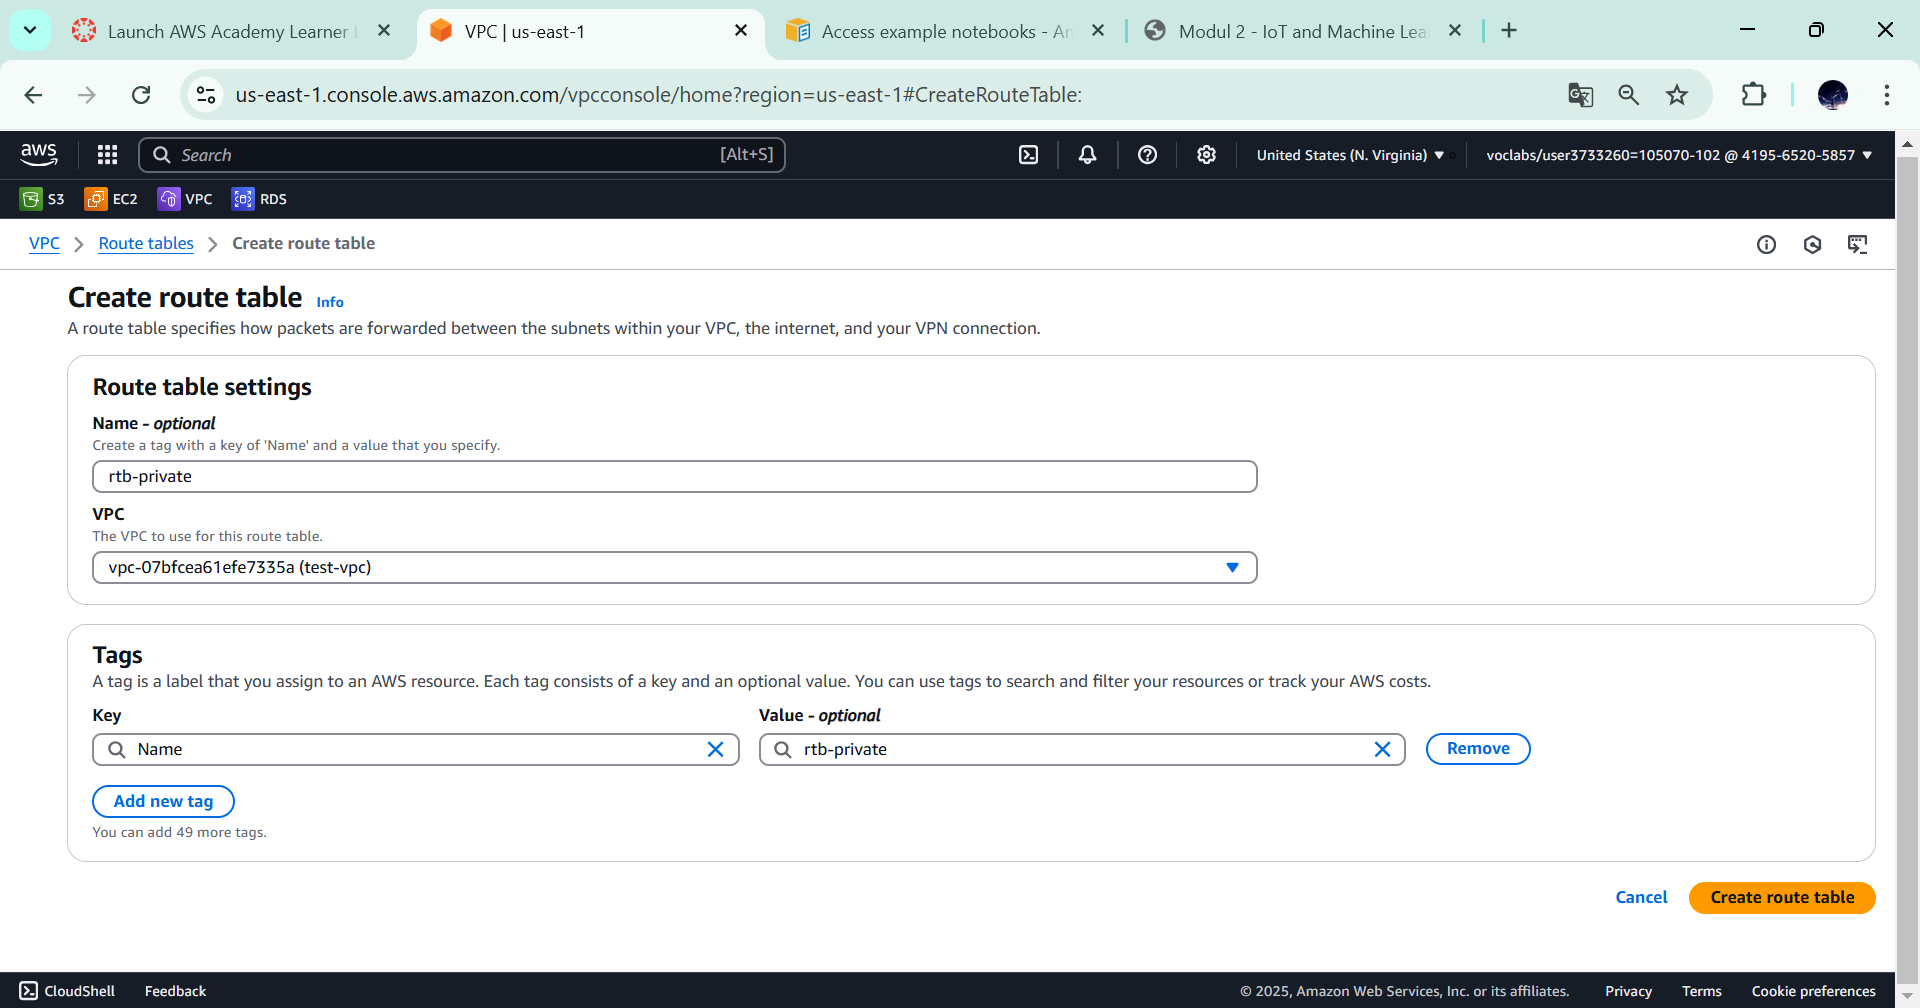 Launch AWS Academy Learner L
VPC | us-east-1
Access example notebooks - Am
Modul 2 - IoT and Machine Lea
us-east-1.console.aws.amazon.com/vpcconsole/home?region=us-east-1#CreateRouteTable:
aws
Search
[Alt+S]
United States (N. Virginia)
voclabs/user3733260=105070-102 @ 4195-6520-5857
S3
EC2
VPC
RDS
VPC
Route tables
Create route table
Create route table
Info
A route table specifies how packets are forwarded between the subnets within your VPC, the internet, and your VPN connection.
Route table settings
Name - optional
Create a tag with a key of 'Name' and a value that you specify.
rtb-private
VPC
The VPC to use for this route table.
vpc-07bfcea61efe7335a (test-vpc)
Tags
A tag is a label that you assign to an AWS resource. Each tag consists of a key and an optional value. You can use tags to search and filter your resources or track your AWS costs.
Key
Value - optional
Name
rtb-private
Remove
Add new tag
You can add 49 more tags.
Cancel
Create route table
CloudShell
Feedback
© 2025, Amazon Web Services, Inc. or its affiliates.
Privacy
Terms
Cookie preferences